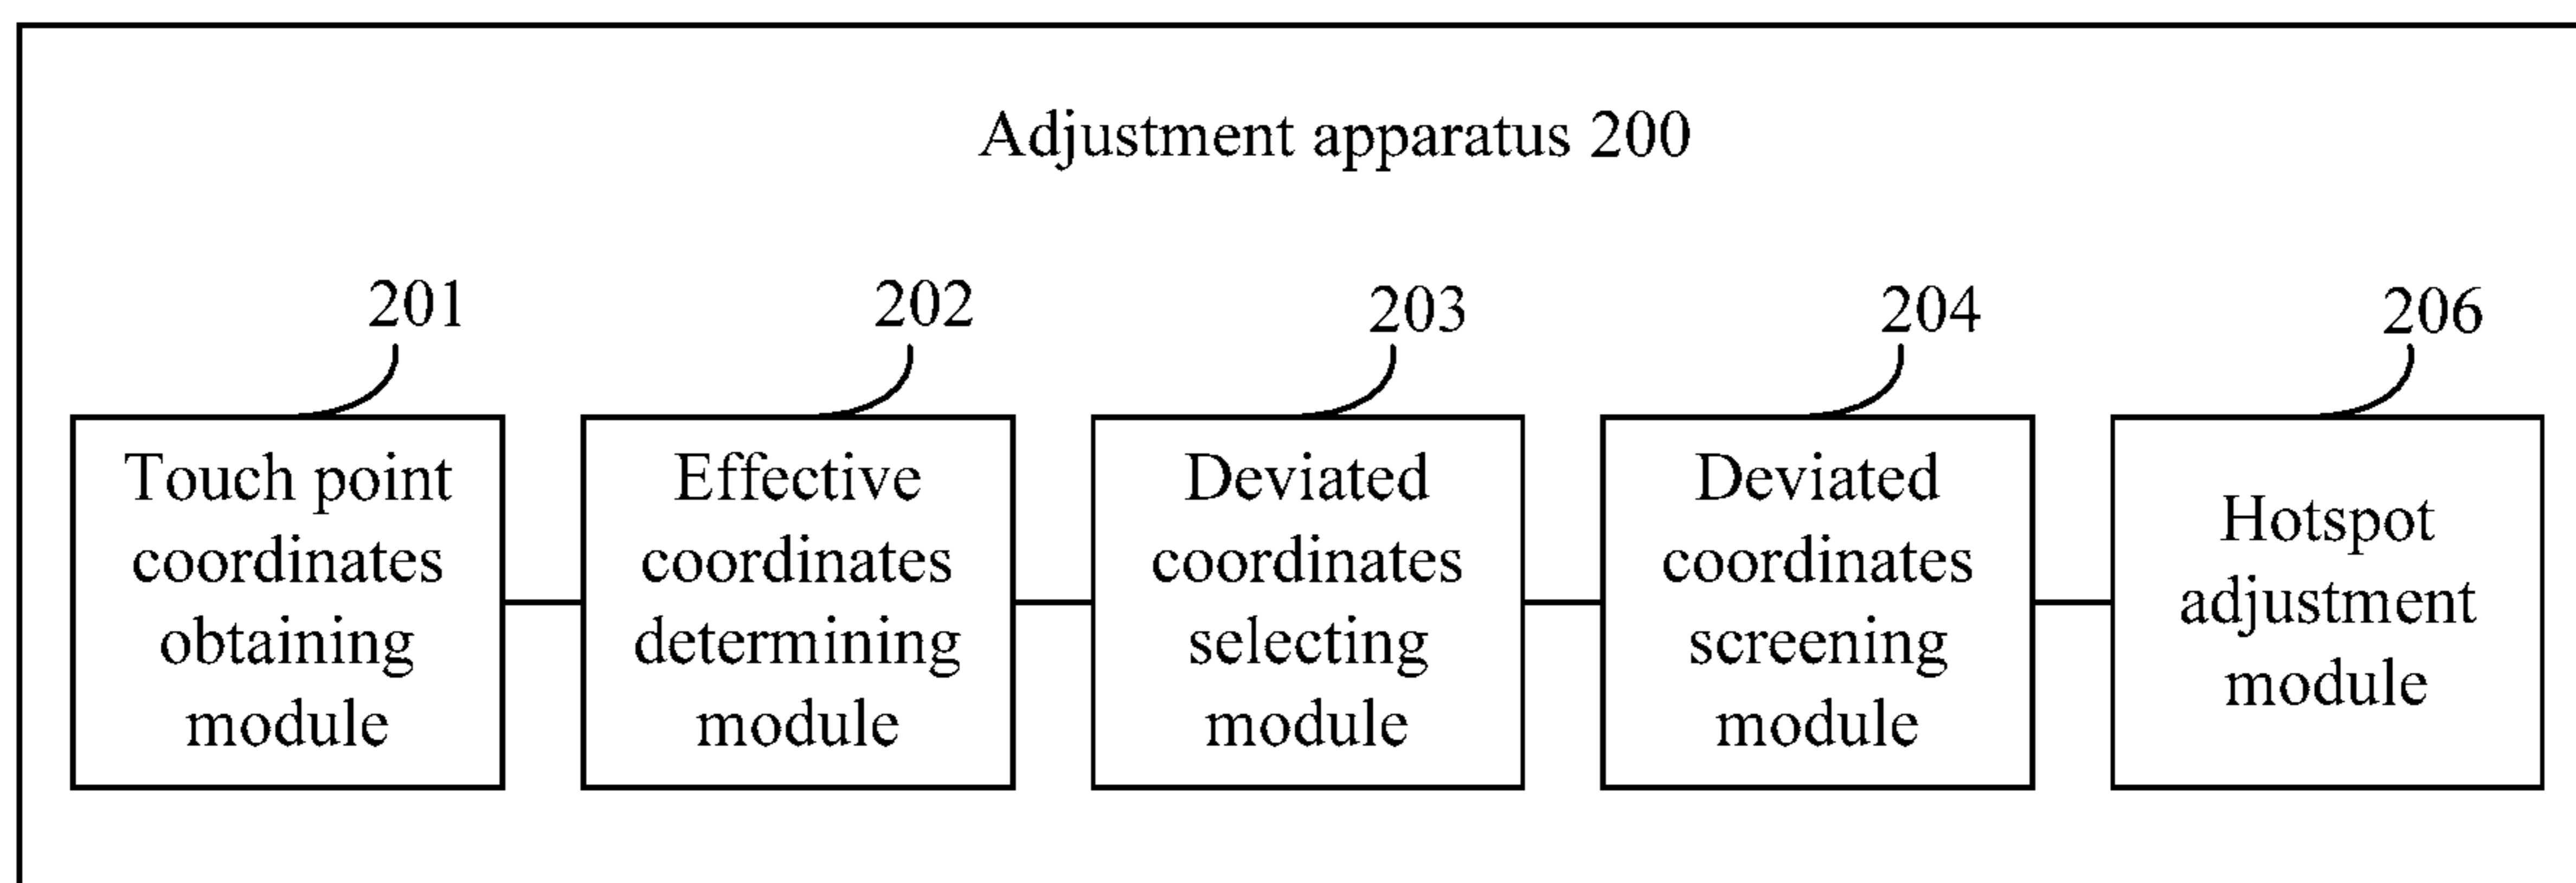 Adjustment apparatus 200
201
202
203
204
206
Touch point
coordinates
obtaining
module
Effective
coordinates
determining
module
Deviated
coordinates
selecting
module
Deviated
coordinates
screening
module
Hotspot
adjustment
module